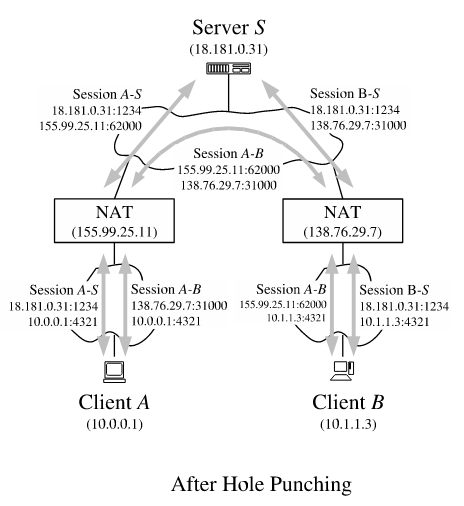 Server S
(18.181.0.31)
Session A-S
18.181.0.31:1234
155.99.25.11:62000
Session B-S
18.181.0.31:1234
138.76.29.7:31000
Session A-B
155.99.25.11:62000
138.76.29.7:31000
NAT
(155.99.25.11)
NAT
(138.76.29.7)
Session A-S
18.181.0.31:1234
10.0.0.1:4321
Session A-B
138.76.29.7:31000
10.0.0.1:4321
Session A-B
155.99.25.11:62000
10.1.1.3:4321
Session B-S
18.181.0.31:1234
10.1.1.3:4321
Client A
(10.0.0.1)
Client B
(10.1.1.3)
After Hole Punching